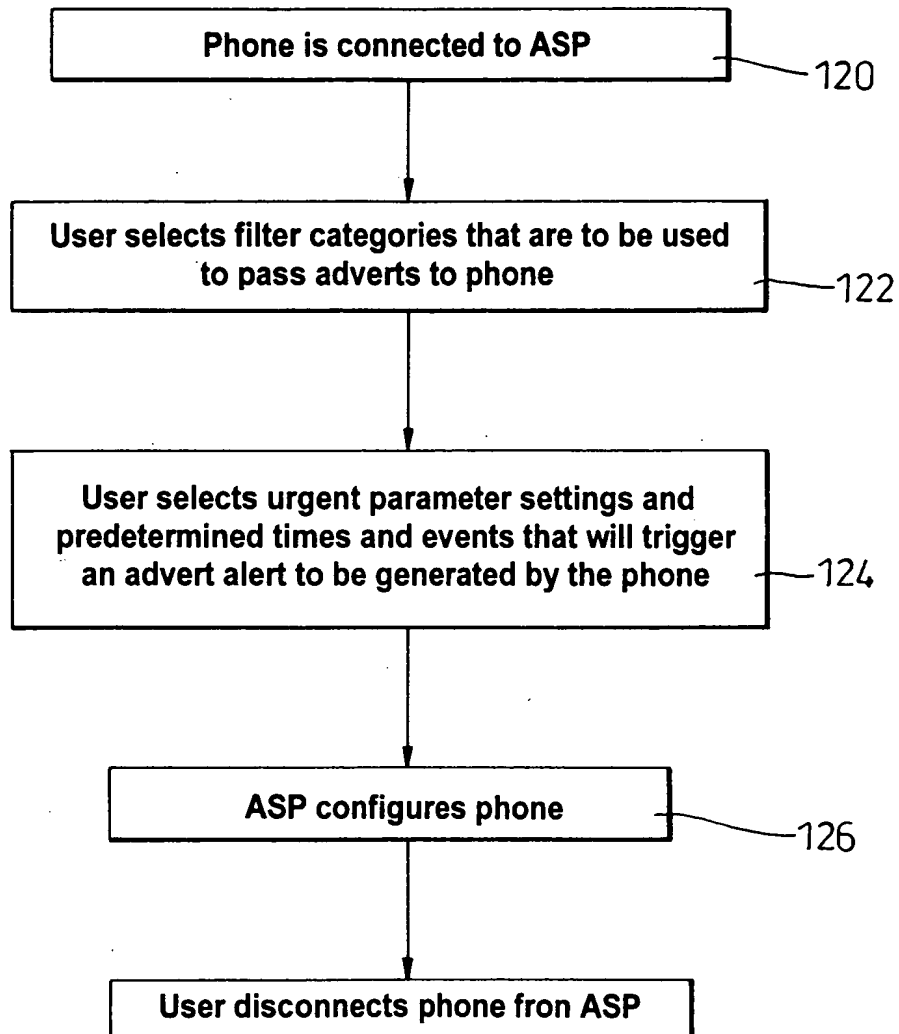 Phone is connected to ASP
120
User selects filter categories that are to be used
to pass adverts to phone
122
User selects urgent parameter settings and
predetermined times and events that will trigger
an advert alert to be generated by the phone
124
ASP configures phone
126
User disconnects phone fron ASP